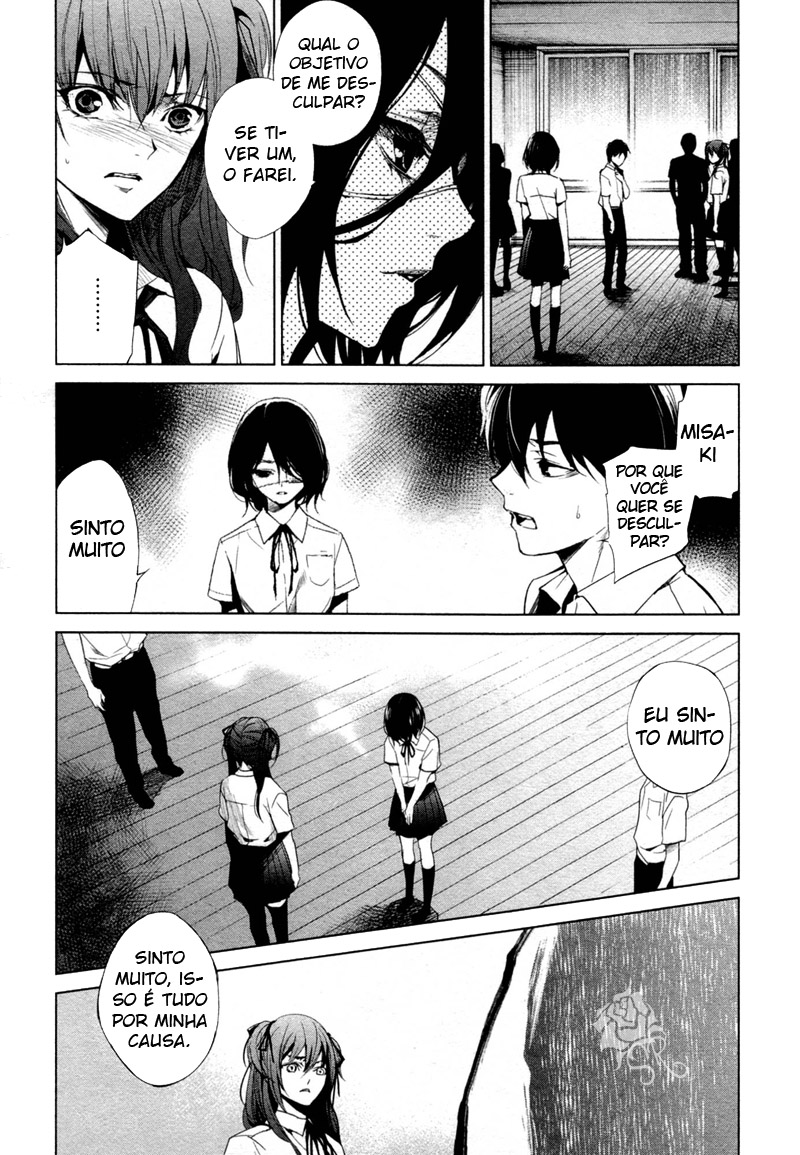 QUAL O
OBJETIVO
DE ME DES-
CULPAR?
SE TI-
VER UM,
O FAREI.
.........
MISA-
KI
POR QUE
VOCÊ
QUER SE
DESCUL-
PAR?
SINTO
MUITO
EU SIN-
TO MUITO
SINTO
MUITO, IS-
SO É TUDO
POR MINHA
CAUSA.